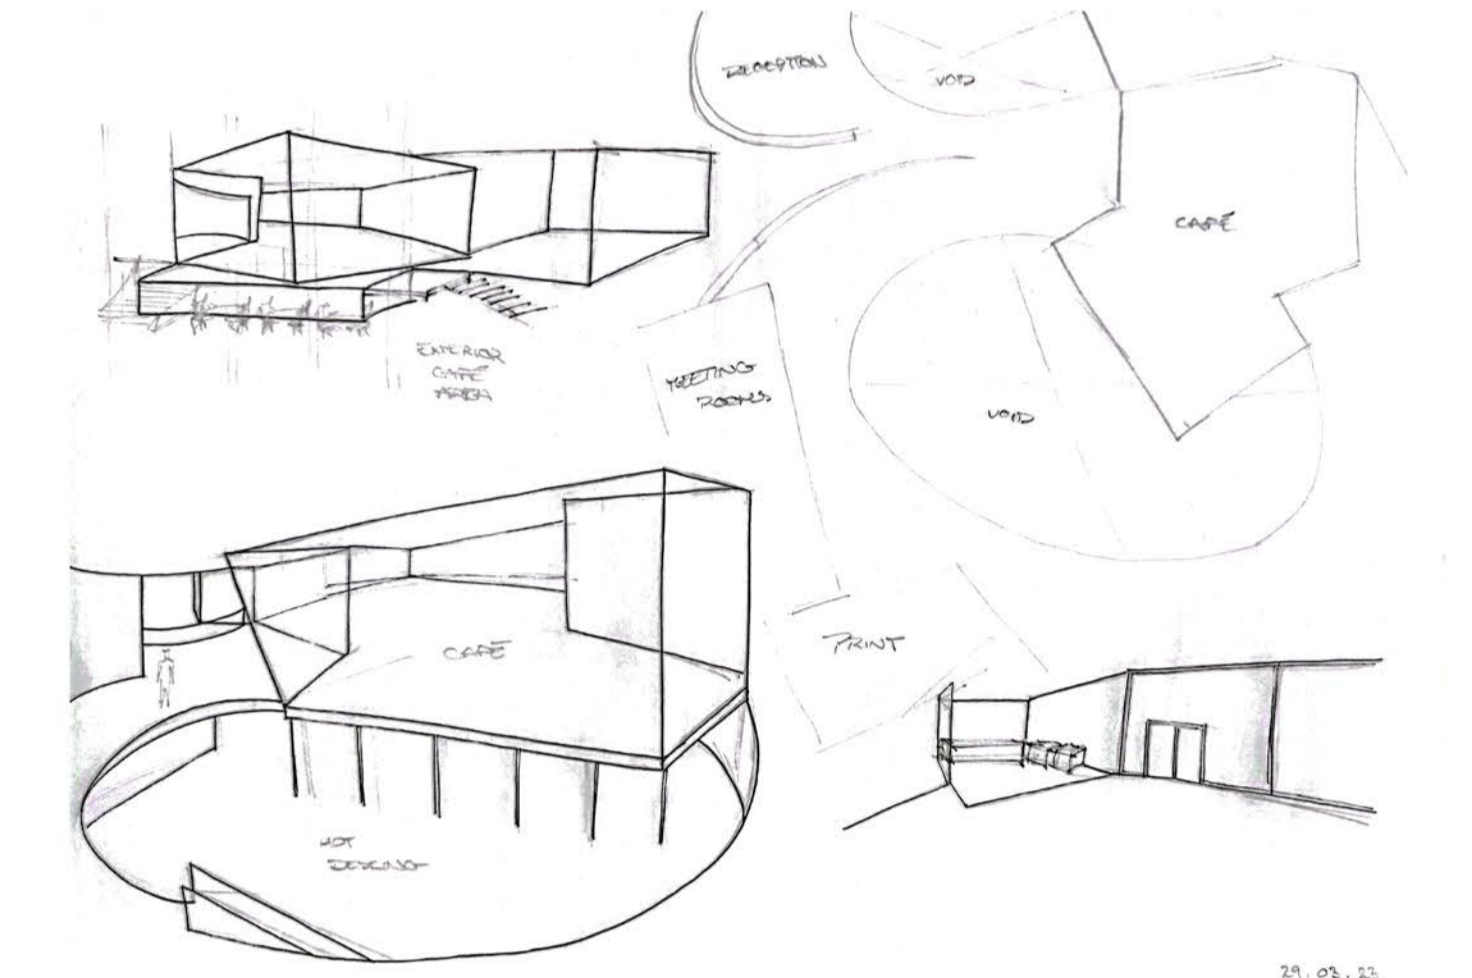 RECEPTION
VOID
CAFÉ
EXTERIOR
CAFÉ
AREA
MEETING
ROOMS
VOID
CAFÉ
PRINT
HOT
DESKING
29.03.23